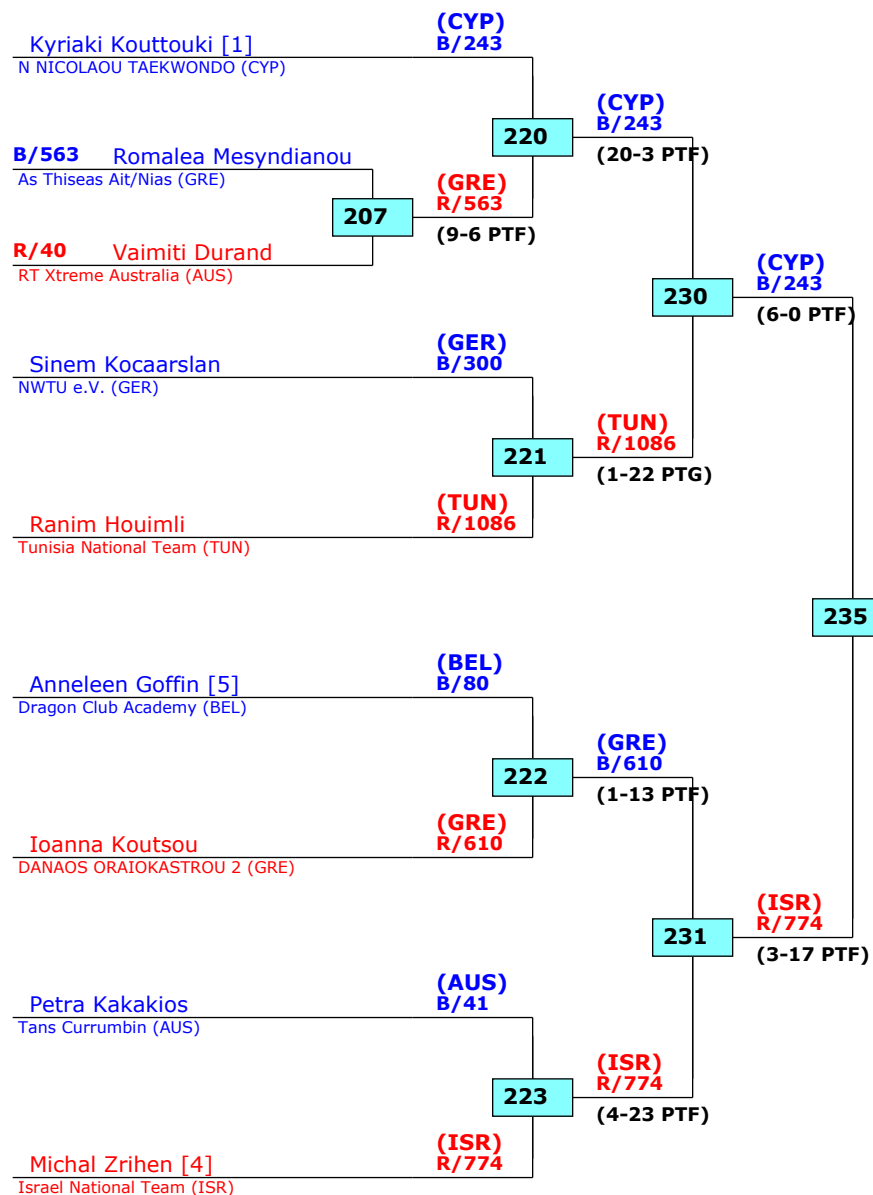 (CYP)
Kyriaki Kouttouki [1]
B/243
N NICOLAOU TAEKWONDO (CYP)
(CYP)
B/243
220
(20-3 PTF)
B/563 Romalea Mesyndianou
As Thiseas Ait/Nias (GRE)
(GRE)
R/563
207
(9-6 PTF)
R/40 Vaimiti Durand
RT Xtreme Australia (AUS)
(CYP)
B/243
230
(6-0 PTF)
(GER)
Sinem Kocaarslan
B/300
NWTU e.V. (GER)
(TUN)
R/1086
221
(1-22 PTG)
(TUN)
Ranim Houimli
R/1086
Tunisia National Team (TUN)
235
(BEL)
Anneleen Goffin [5]
B/80
Dragon Club Academy (BEL)
(GRE)
B/610
222
(1-13 PTF)
(GRE)
Ioanna Koutsou
R/610
DANAOS ORAIOKASTROU 2 (GRE)
(ISR)
R/774
231
(3-17 PTF)
(AUS)
Petra Kakakios
B/41
Tans Currumbin (AUS)
(ISR)
R/774
223
(4-23 PTF)
(ISR)
Michal Zrihen [4]
R/774
Israel National Team (ISR)